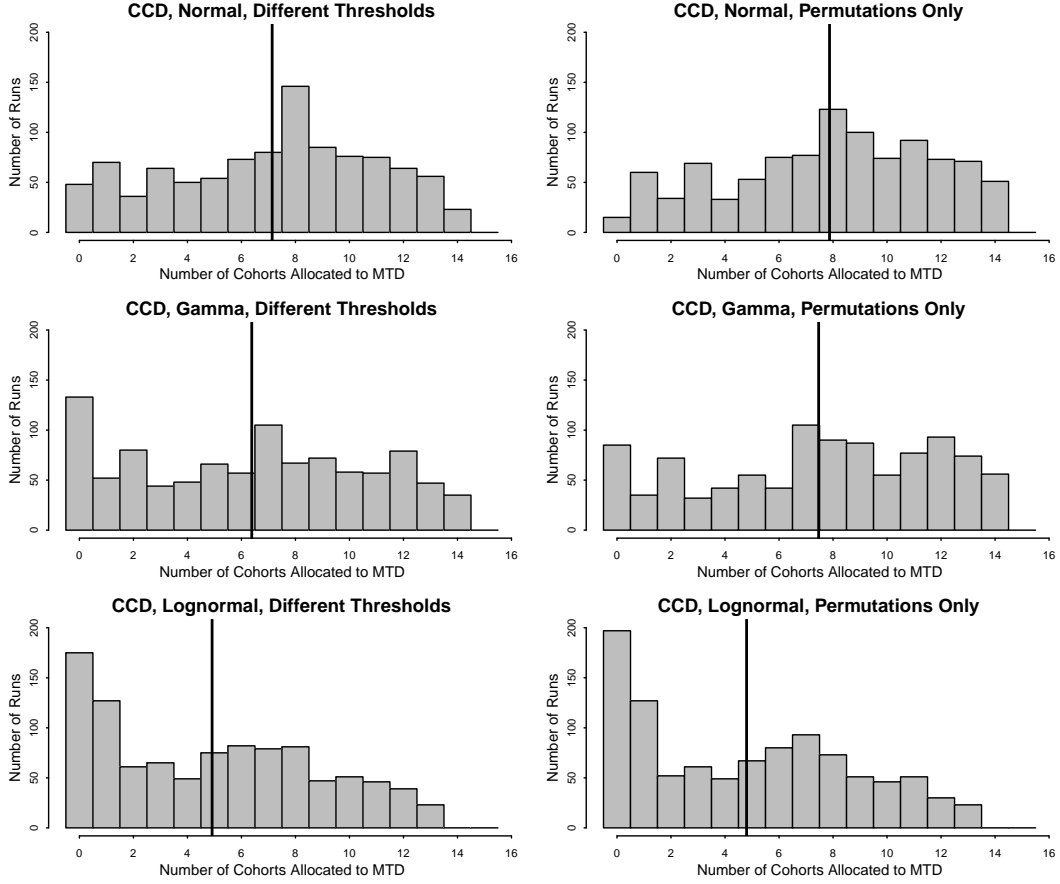 CCD, Normal, Different Thresholds
Number of Runs
0 50 100 150 200
0 2 4 6 8 10 12 14 16
Number of Cohorts Allocated to MTD
CCD, Normal, Permutations Only
Number of Runs
0 50 100 150 200
0 2 4 6 8 10 12 14 16
Number of Cohorts Allocated to MTD
CCD, Gamma, Different Thresholds
Number of Runs
0 50 100 150 200
0 2 4 6 8 10 12 14 16
Number of Cohorts Allocated to MTD
CCD, Gamma, Permutations Only
Number of Runs
0 50 100 150 200
0 2 4 6 8 10 12 14 16
Number of Cohorts Allocated to MTD
CCD, Lognormal, Different Thresholds
Number of Runs
0 50 100 150 200
0 2 4 6 8 10 12 14 16
Number of Cohorts Allocated to MTD
CCD, Lognormal, Permutations Only
Number of Runs
0 50 100 150 200
0 2 4 6 8 10 12 14 16
Number of Cohorts Allocated to MTD